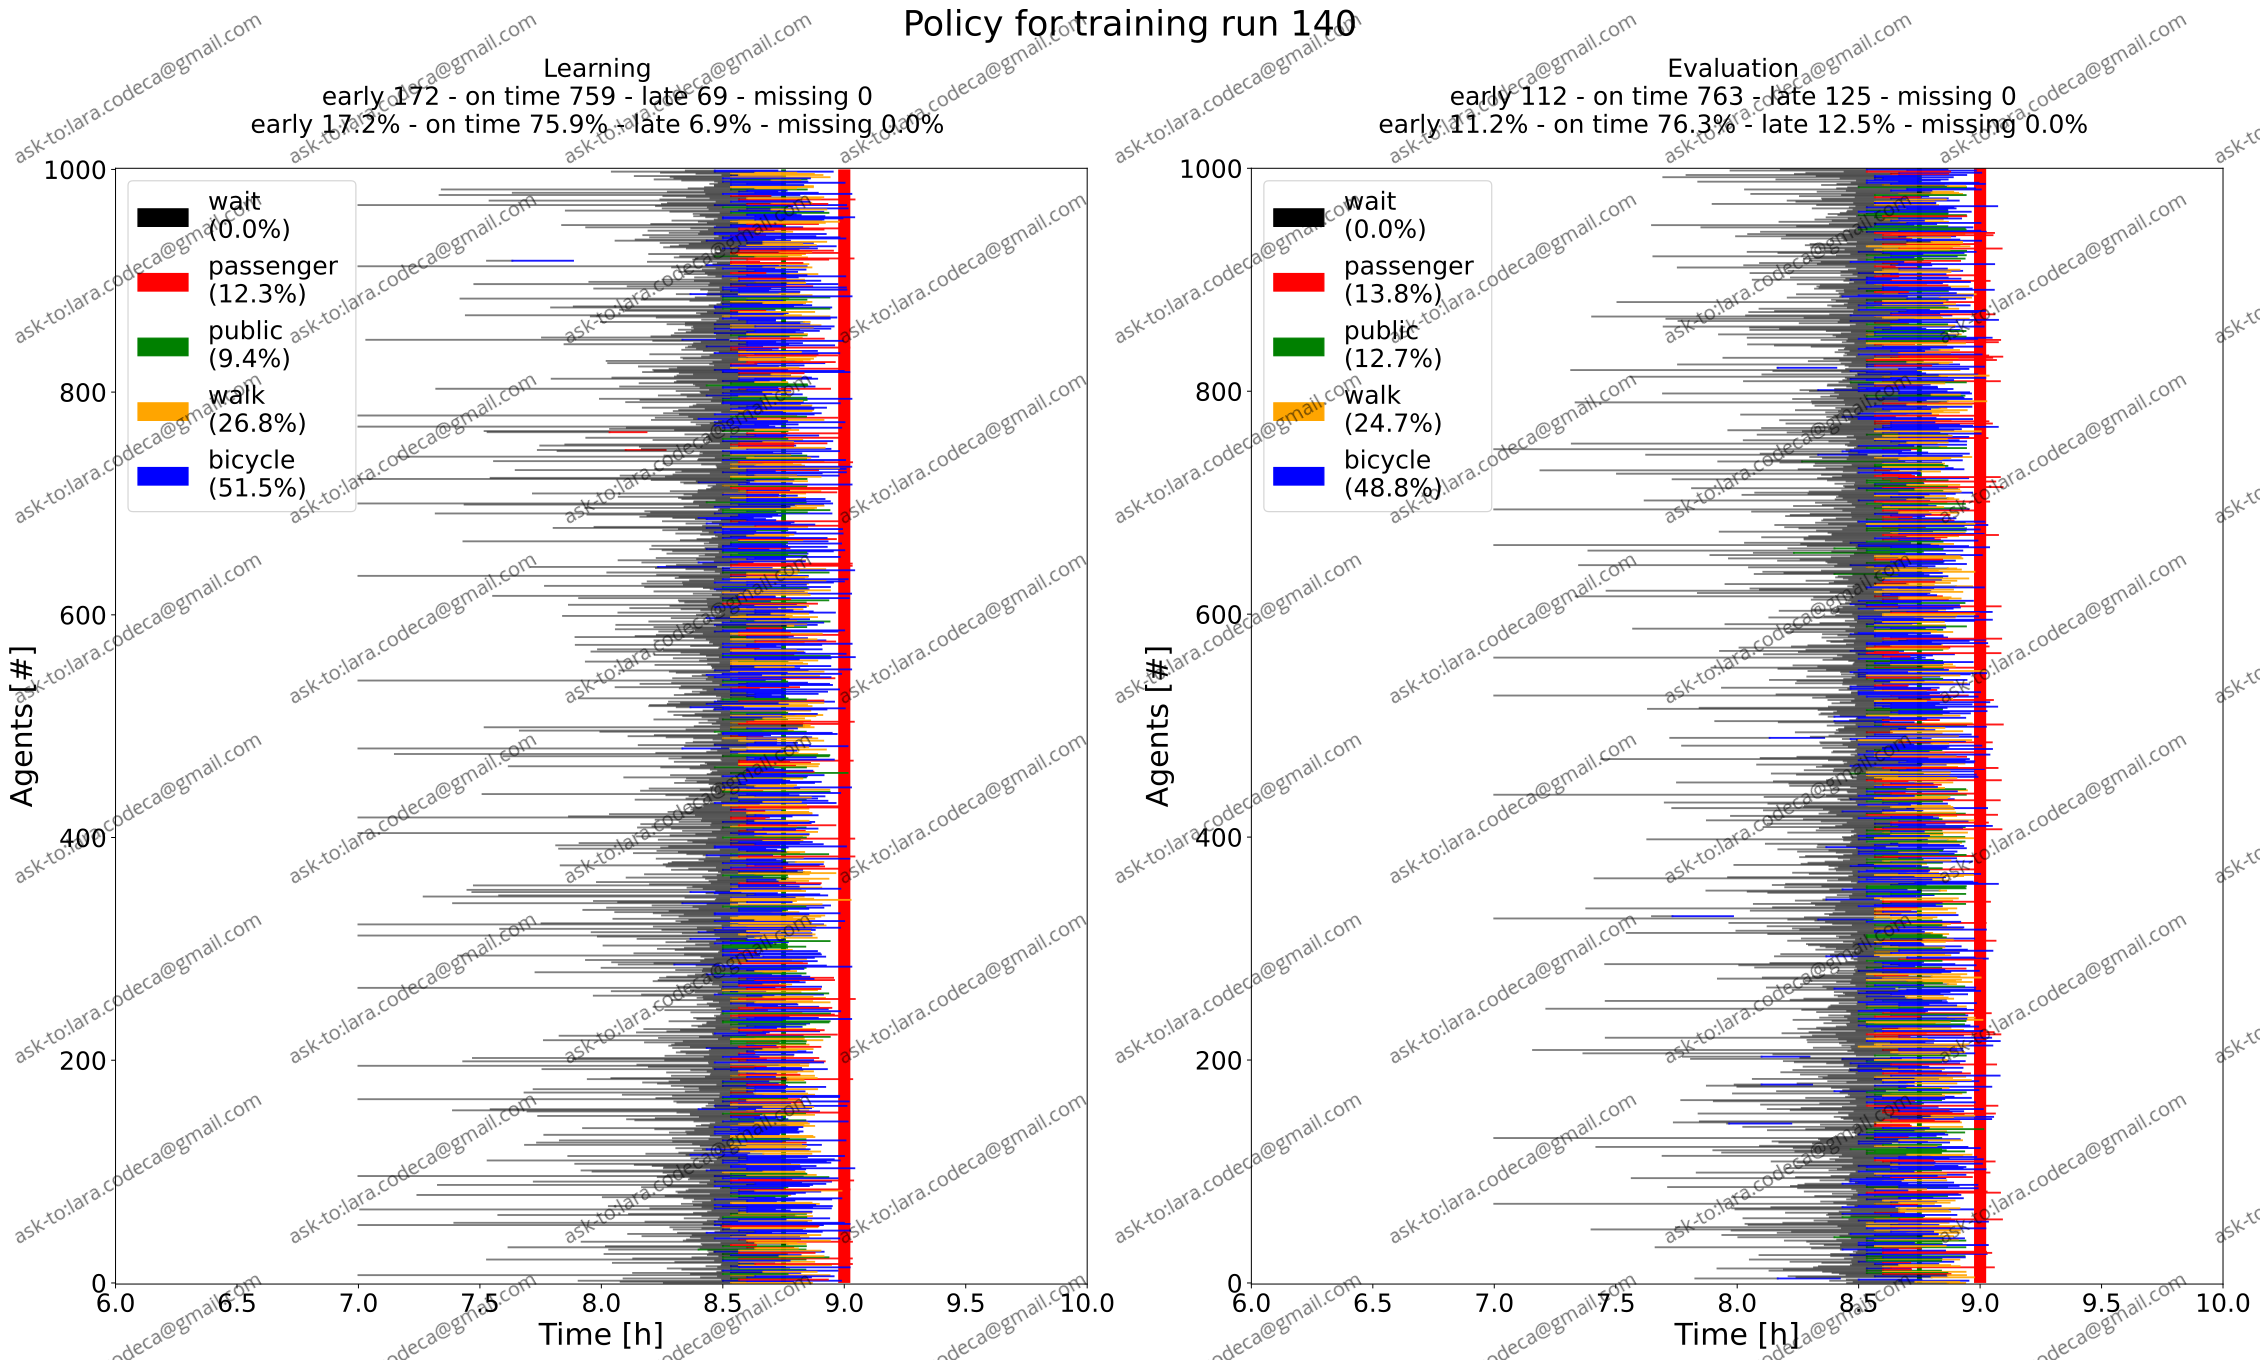 Policy for training run 140
Learning
early 172 - on time 759 - late 69 - missing 0
early 17.2% - on time 75.9% - late 6.9% - missing 0.0%
1000
800
600
400
200
0
Agents [#]
wait
(0.0%)
passenger
(12.3%)
public
(9.4%)
walk
(26.8%)
bicycle
(51.5%)
6.0 6.5 7.0 7.5 8.0 8.5 9.0 9.5 10.0
Time [h]
Evaluation
early 112 - on time 763 - late 125 - missing 0
early 11.2% - on time 76.3% - late 12.5% - missing 0.0%
1000
800
600
400
200
0
Agents [#]
wait
(0.0%)
passenger
(13.8%)
public
(12.7%)
walk
(24.7%)
bicycle
(48.8%)
6.0 6.5 7.0 7.5 8.0 8.5 9.0 9.5 10.0
Time [h]
ask-to:lara.codeca@gmail.com